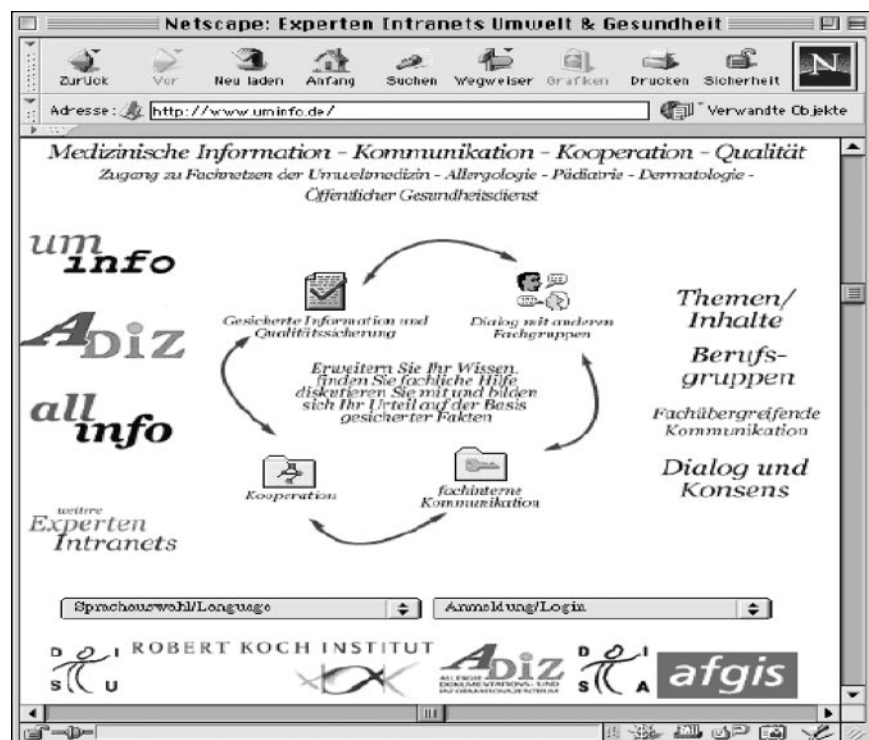 Netscape: Experten Intranets Umwelt & Gesundheit
Zurück Vor Neu laden Anfang Suchen Wegweiser Grafiken Drucken Sicherheit
N
Adresse: http://www.uminfo.de/ Verwandte Objekte
Medizinische Information - Kommunikation - Kooperation - Qualität
Zugang zu Fachnetzen der Umweltmedizin - Allergologie - Pädiatrie - Dermatologie -
Öffentlicher Gesundheitsdienst
um
info
ADIZ
all
info
weitere
Experten
Intranets
Gesicherte Information und
Qualitätssicherung
Dialog mit anderen
Fachgruppen
Erweitern Sie Ihr Wissen,
finden Sie fachliche Hilfe
diskutieren Sie mit und bilden
sich Ihr Urteil auf der Basis
gesicherter Fakten
Kooperation
fachinterne
Kommunikation
Themen/
Inhalte
Berufs-
gruppen
Fachübergreifende
Kommunikation
Dialog und
Konsens
Sprachauswahl/Language
Anmeldung/Login
D I S U
ROBERT KOCH INSTITUT
ADIZ
ALLERGIE
DOKUMENTATIONS- UND
INFORMATIONSZENTRUM
D I S A
afgis